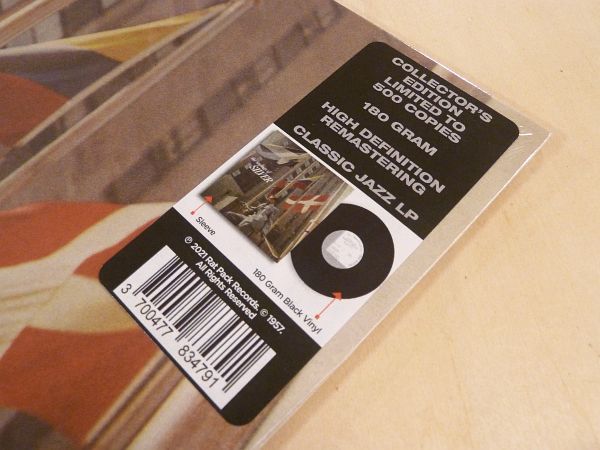 COLLECTOR'S
EDITION
LIMITED TO
500 COPIES
180 GRAM
HIGH DEFINITION
REMASTERING
CLASSIC JAZZ LP
SILVER
Sleeve
180 Gram Black Vinyl
℗ 2021 Rat Pack Records. © 1957.
All Rights Reserved
3 700477 834791